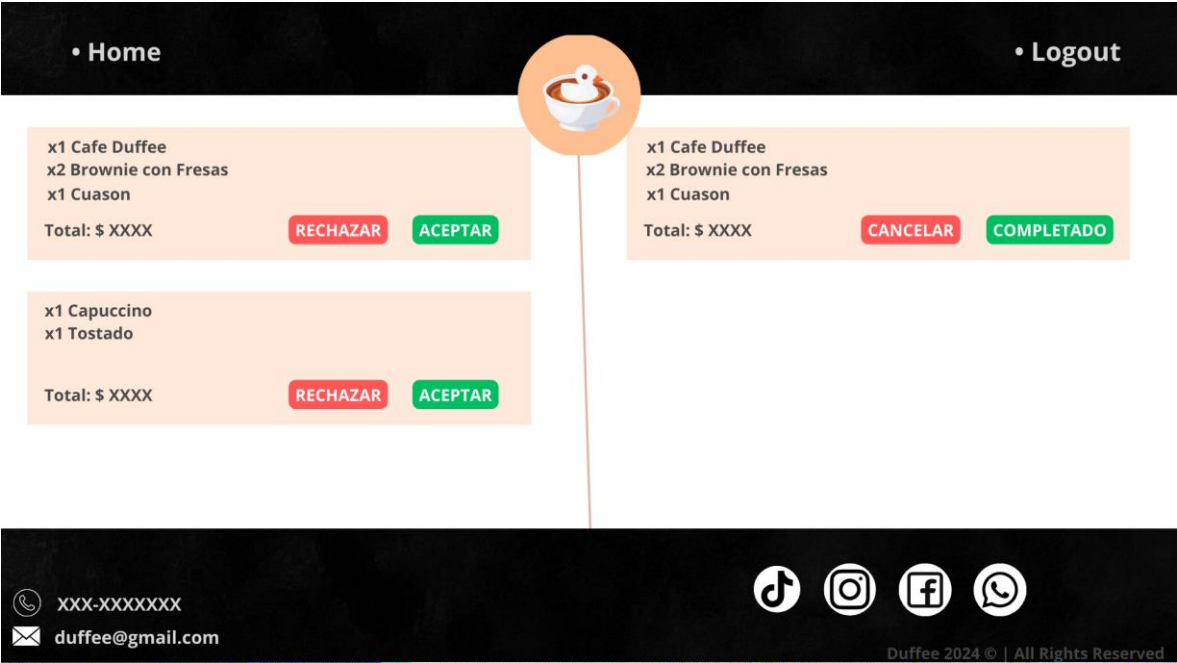 • Home
• Logout
x1 Cafe Duffee
x2 Brownie con Fresas
x1 Cuason
Total: $ XXXX
RECHAZAR
ACEPTAR
x1 Capuccino
x1 Tostado
Total: $ XXXX
RECHAZAR
ACEPTAR
x1 Cafe Duffee
x2 Brownie con Fresas
x1 Cuason
Total: $ XXXX
CANCELAR
COMPLETADO
XXX-XXXXXXX
duffee@gmail.com
Duffee 2024 © | All Rights Reserved